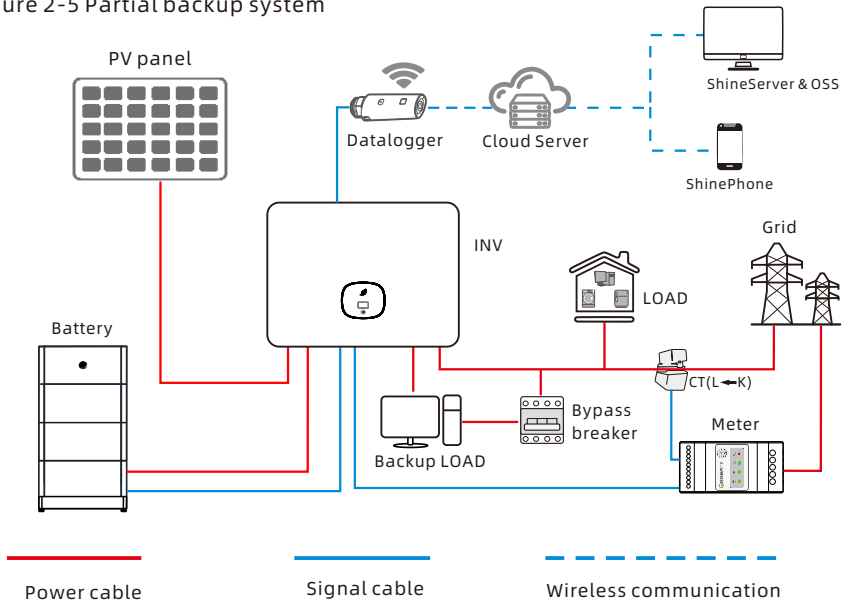 ure 2-5 Partial backup system
PV panel
ShineServer & OSS
Datalogger
Cloud Server
ShinePhone
Grid
INV
LOAD
Battery
CT(L←K)
Bypass
breaker
Meter
Backup LOAD
Power cable
Signal cable
Wireless communication